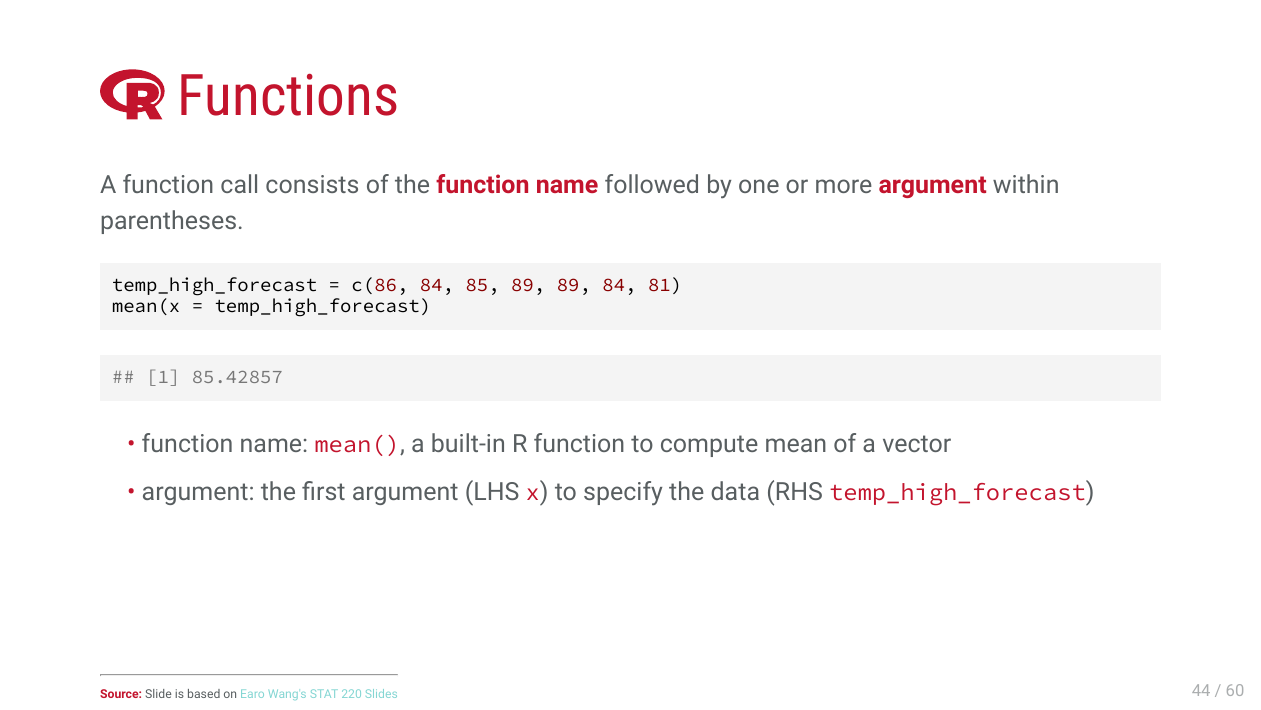 R Functions
A function call consists of the function name followed by one or more argument within
parentheses.
temp_high_forecast = c(86, 84, 85, 89, 89, 84, 81)
mean(x = temp_high_forecast)
## [1] 85.42857
• function name: mean(), a built-in R function to compute mean of a vector
• argument: the first argument (LHS x) to specify the data (RHS temp_high_forecast)
Source: Slide is based on Earo Wang's STAT 220 Slides
44 / 60